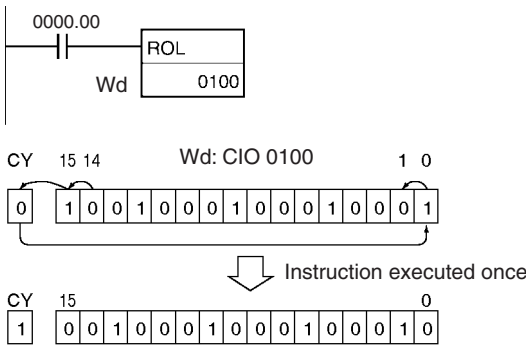 0000.00
ROL
Wd 0100
CY 15 14 Wd: CIO 0100 1 0
0 1 0 0 1 0 0 0 1 0 0 0 1 0 0 0 1
Instruction executed once
CY 15 0
1 0 0 1 0 0 0 1 0 0 0 1 0 0 0 1 0